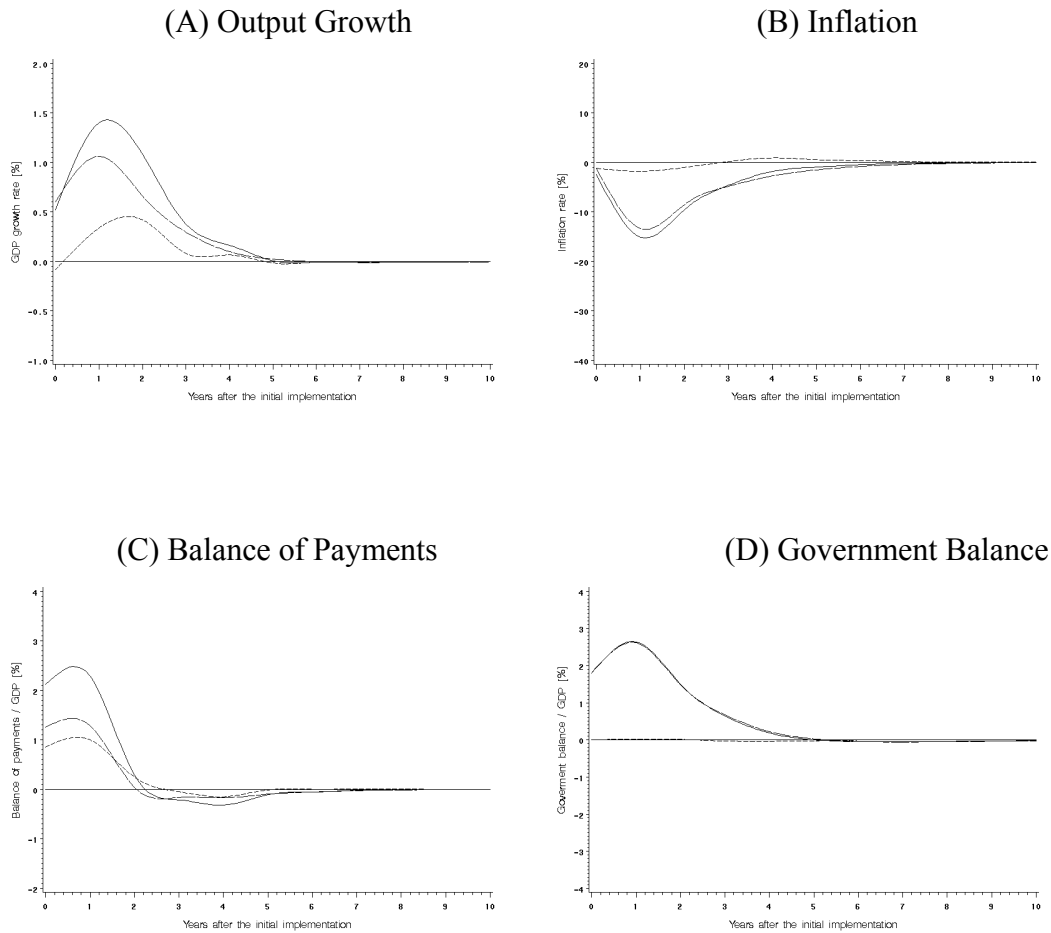 (A) Output Growth
(B) Inflation
2.0
1.5
1.0
0.5
0.0
-0.5
-1.0
GDP growth rate [%]
0 1 2 3 4 5 6 7 8 9 10
Years after the initial implementation
20
10
0
-10
-20
-30
-40
Inflation rate [%]
0 1 2 3 4 5 6 7 8 9 10
Years after the initial implementation
(C) Balance of Payments
(D) Government Balance
4
3
2
1
0
-1
-2
Balance of payments / GDP [%]
0 1 2 3 4 5 6 7 8 9 10
Years after the initial implementation
4
3
2
1
0
-1
-2
-3
-4
Goverment balance / GDP [%]
0 1 2 3 4 5 6 7 8 9 10
Years after the initial implementation